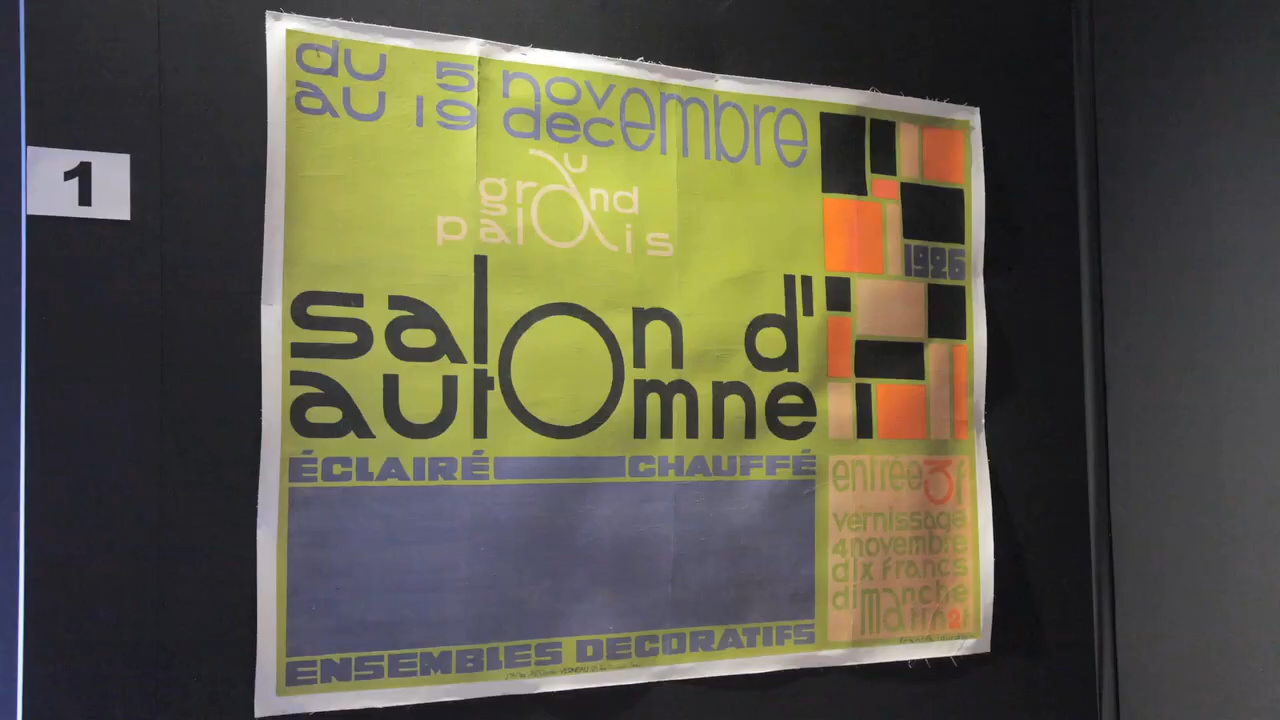 1
du 5 novembre
au 19 decembre
au
grand
palais
1926
salon d'
automne
ÉCLAIRÉ CHAUFFÉ
entrée 3f
vernissage
4 novembre
dix francs
dimanche
matin 2f
ENSEMBLES DECORATIFS